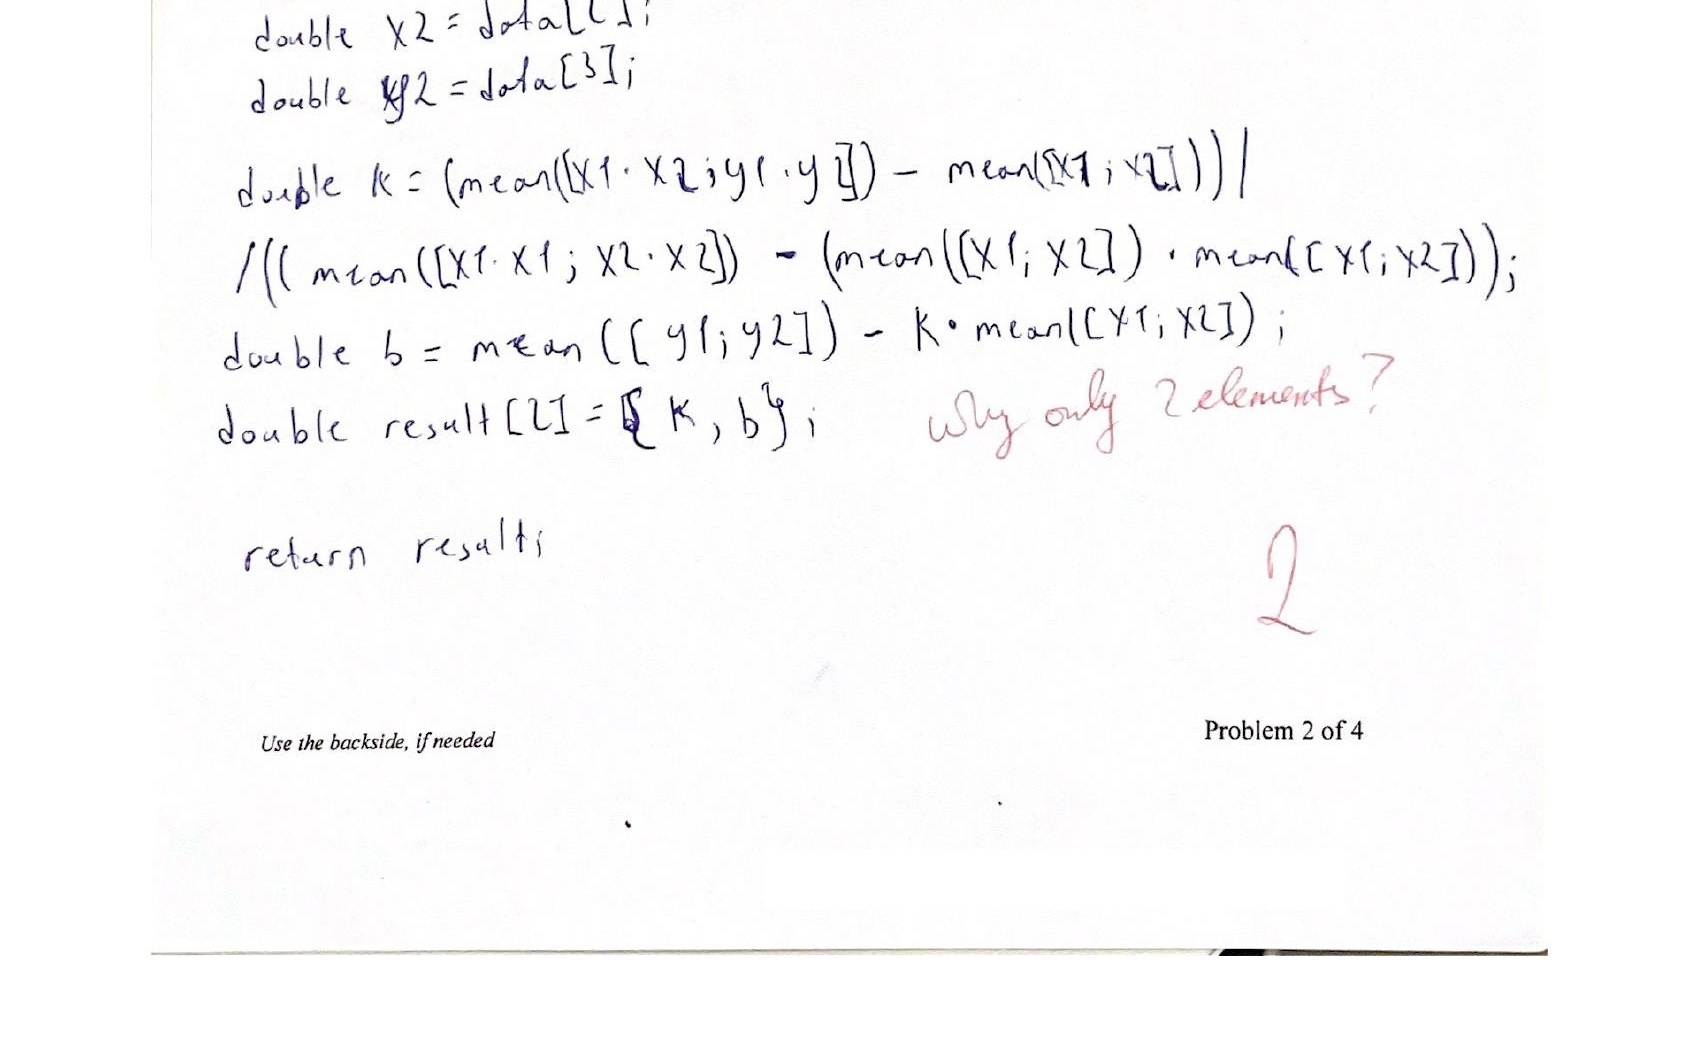 double x2 = data[2];
double y2 = data[3];
double k = (mean([x1·x2;y1·y2]) - mean([x1;x2]))/
/((mean([x1·x1; x2·x2]) - (mean([x1; x2]) · mean([x1;x2]));
double b = mean([y1;y2]) - k·mean([x1;x2]);
double result[2] = { k, b};
why only 2 elements?
return result;
2
Use the backside, if needed
Problem 2 of 4